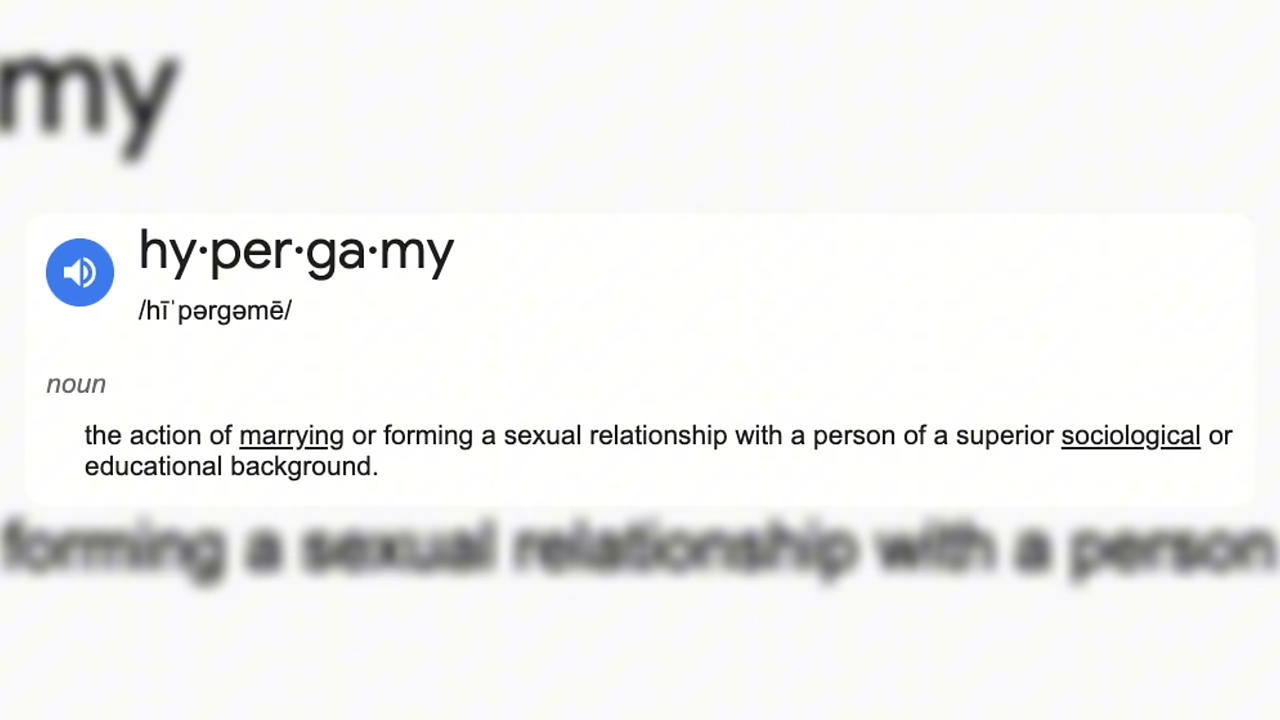 my
hy·per·ga·my
/hīˈpərgəmē/
noun
the action of marrying or forming a sexual relationship with a person of a superior sociological or
educational background.
forming a sexual relationship with a person